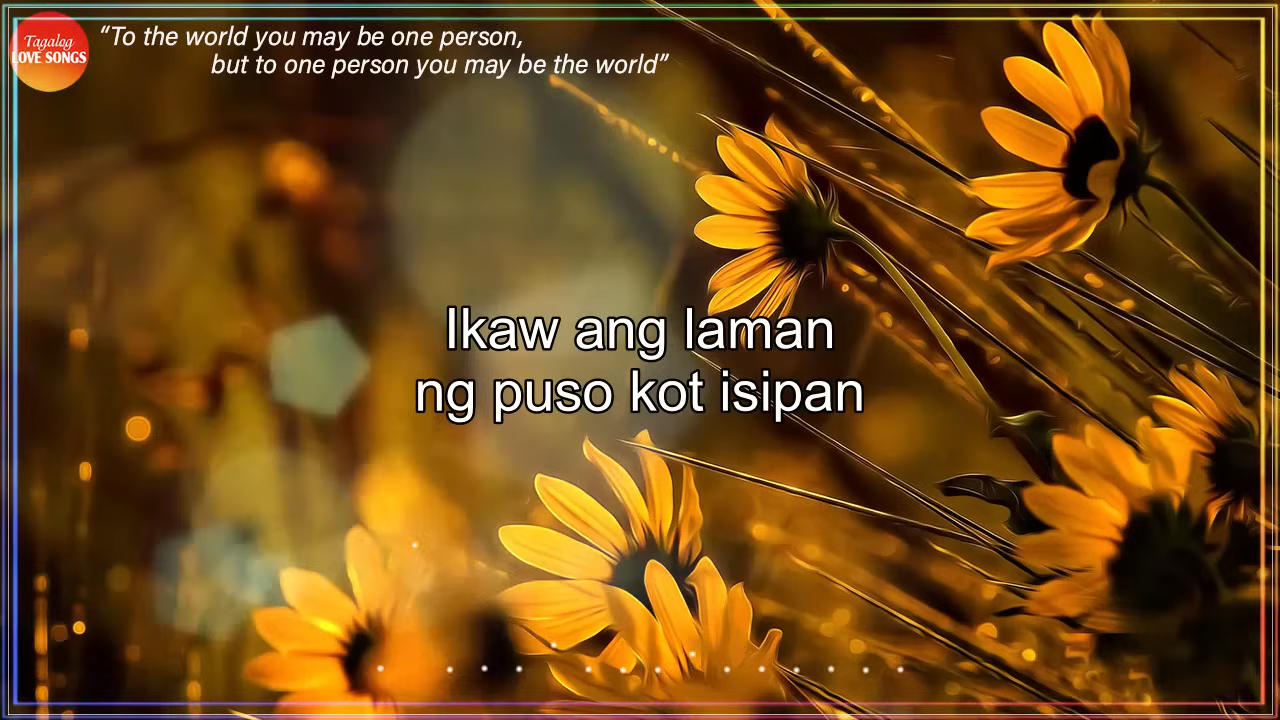 Tagalog
LOVE SONGS
“To the world you may be one person,
but to one person you may be the world”
Ikaw ang laman
ng puso kot isipan